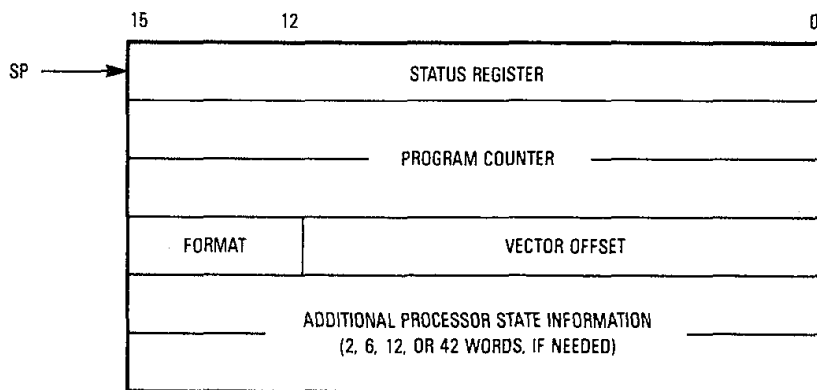 15 12 0
SP STATUS REGISTER
PROGRAM COUNTER
FORMAT VECTOR OFFSET
ADDITIONAL PROCESSOR STATE INFORMATION
(2, 6, 12, OR 42 WORDS, IF NEEDED)